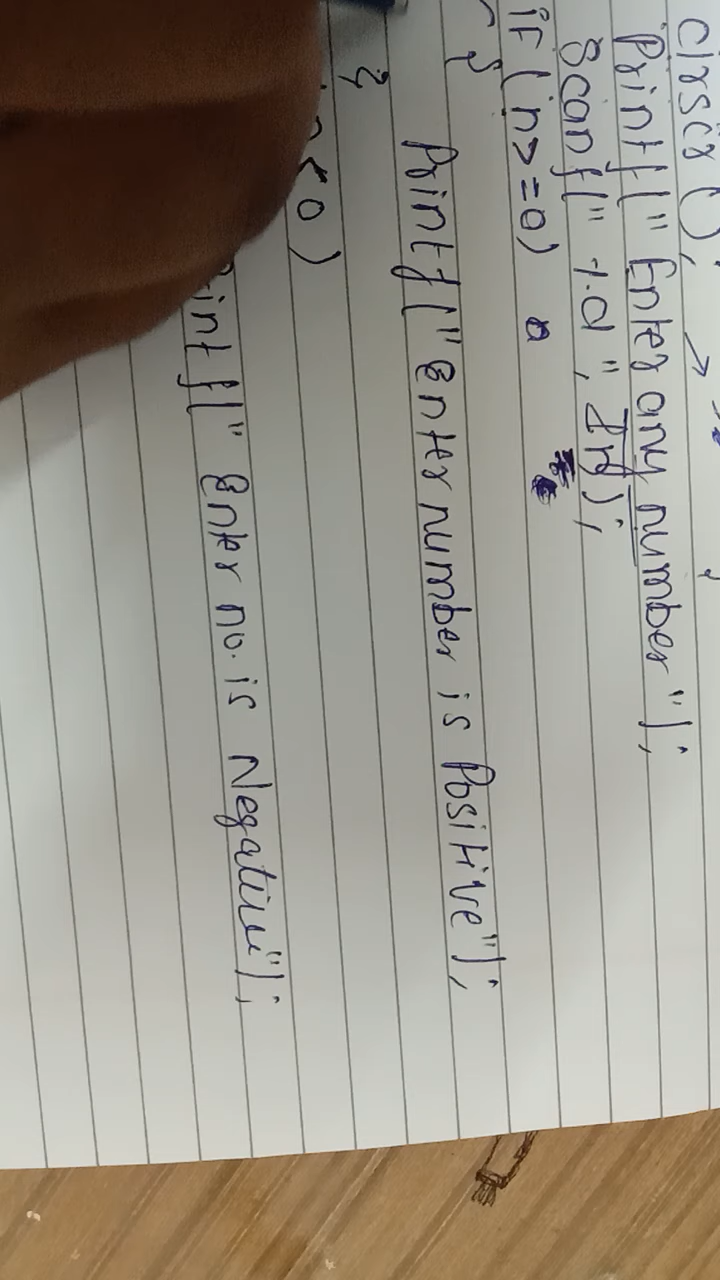 clrscr();
Printf("Enter any number");
Scanf("%d",
if(n>=0)
{
Printf("Enter number is Positive");
}
n<0)
intf("Enter no. is Negative");